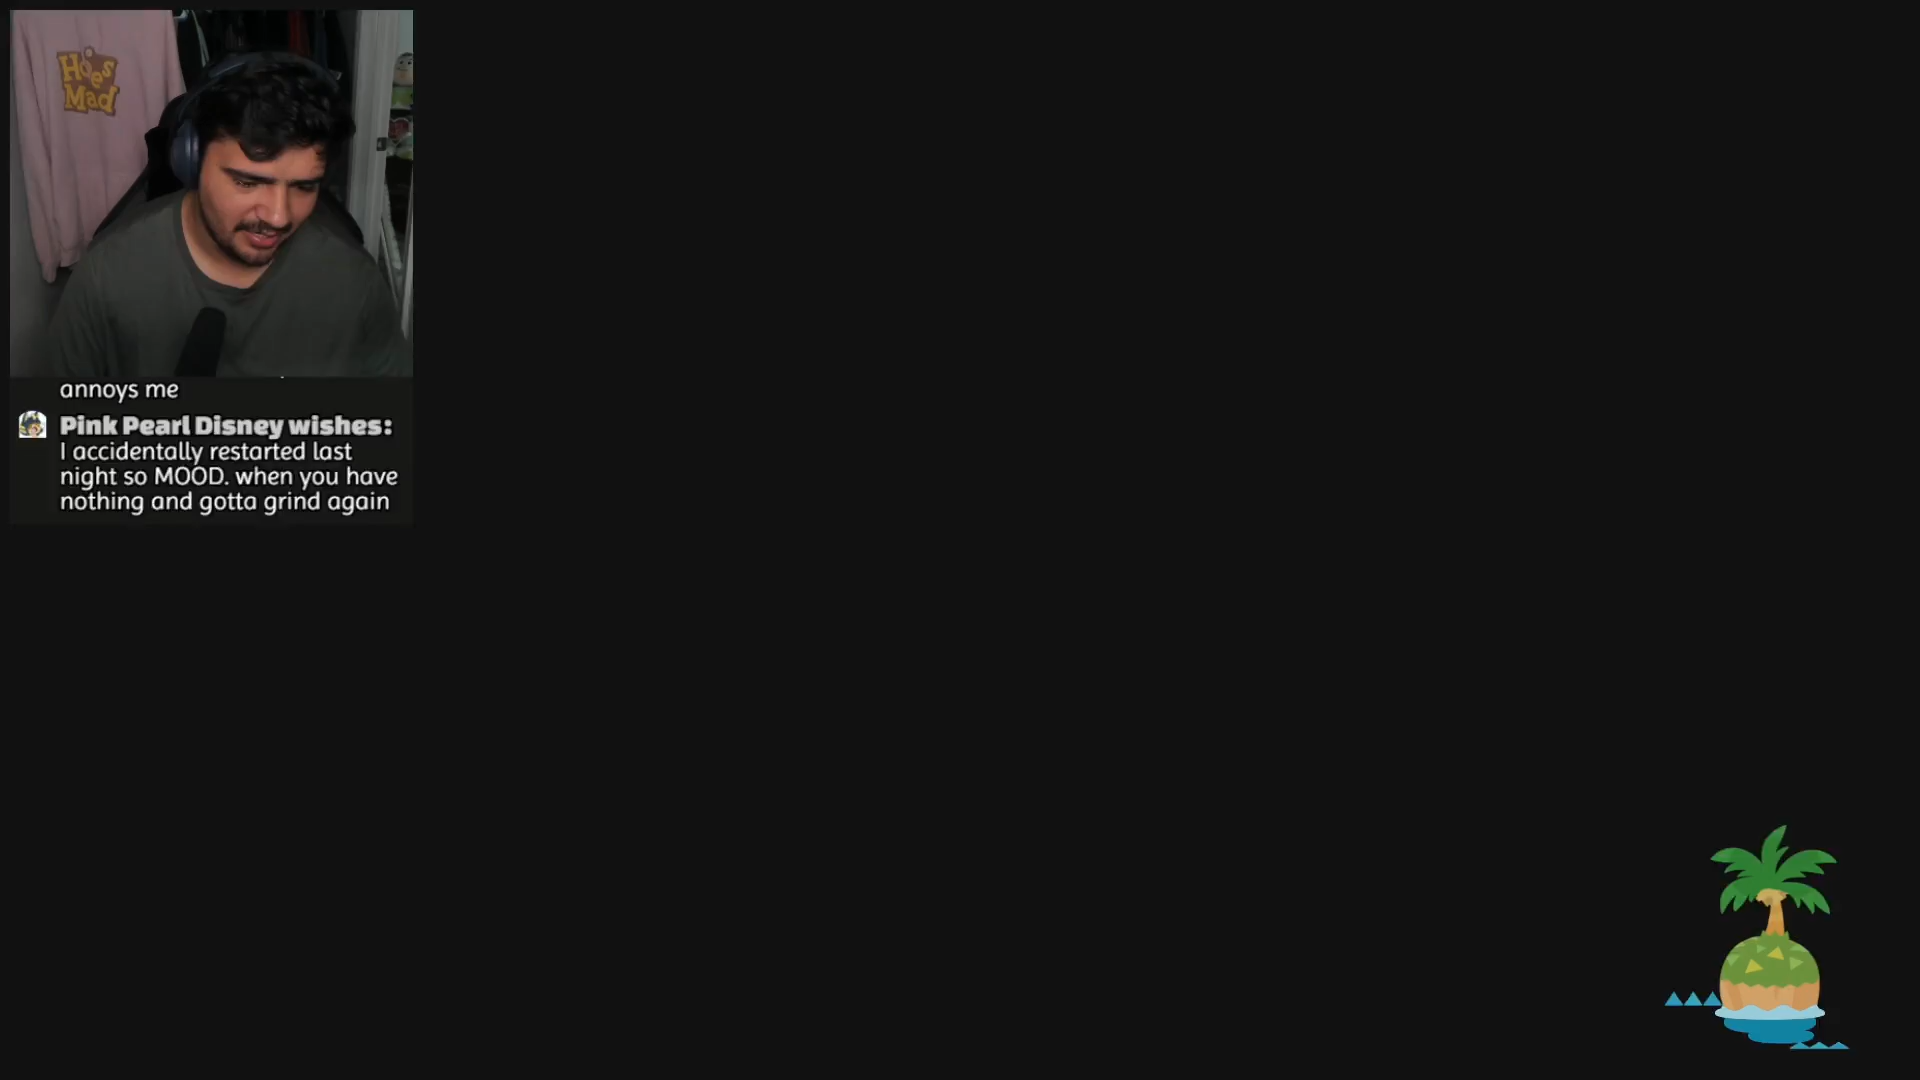 Hoes
Mad
annoys me
Pink Pearl Disney wishes:
I accidentally restarted last
night so MOOD. when you have
nothing and gotta grind again